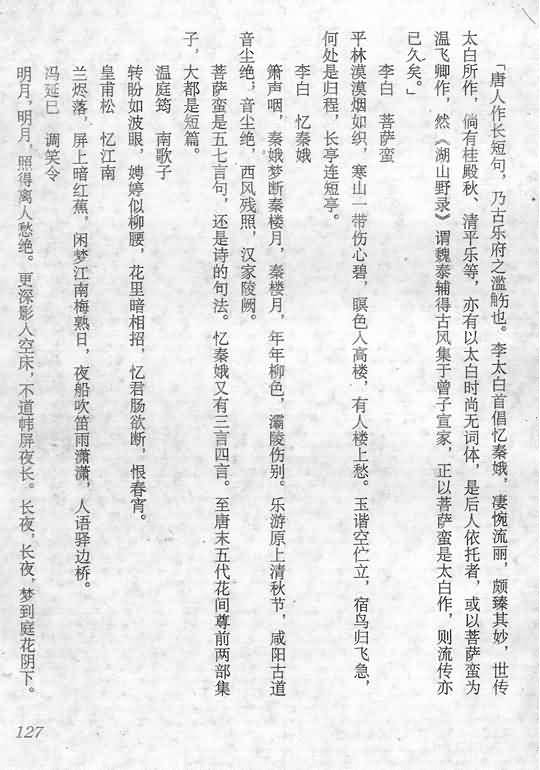 「唐人作长短句，乃古乐府之滥觞也。李太白首倡忆秦娥，凄惋流丽，颇臻其妙，世传
太白所作，倘有桂殿秋、清平乐等，亦有以太白时尚无词体，是后人依托者，或以菩萨蛮为
温飞卿作，然《湖山野录》谓魏泰辅得古风集于曾子宣家，正以菩萨蛮是太白作，则流传亦
已久矣。」
李白　菩萨蛮
平林漠漠烟如织，寒山一带伤心碧，暝色入高楼，有人楼上愁。玉谐空伫立，宿鸟归飞急，
何处是归程，长亭连短亭。
李白　忆秦娥
箫声咽，秦娥梦断秦楼月，秦楼月，年年柳色，灞陵伤别。乐游原上清秋节，咸阳古道
音尘绝，音尘绝，西风残照，汉家陵阙。
菩萨蛮是五七言句，还是诗的句法。忆秦娥又有三言四言。至唐末五代花间尊前两部集
子，大都是短篇。
温庭筠　南歌子
转盼如波眼，娉婷似柳腰，花里暗相招，忆君肠欲断，恨春宵。
皇甫松　忆江南
兰烬落，屏上暗红蕉，闲梦江南梅熟日，夜船吹笛雨潇潇，人语驿边桥。
冯延巳　调笑令
明月，明月，照得离人愁绝。更深影入空床，不道帏屏夜长。长夜，长夜，梦到庭花阴下。
127